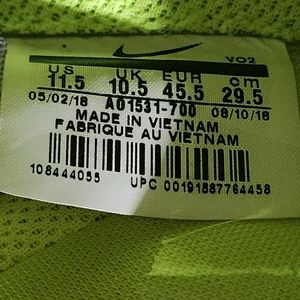 VO2
US UK EUR cm
11.5 10.5 45.5 29.5
05/02/18 AO1531-700 08/10/18
MADE IN VIETNAM
FABRIQUE AU VIETNAM
108444055 UPC 00191887764458